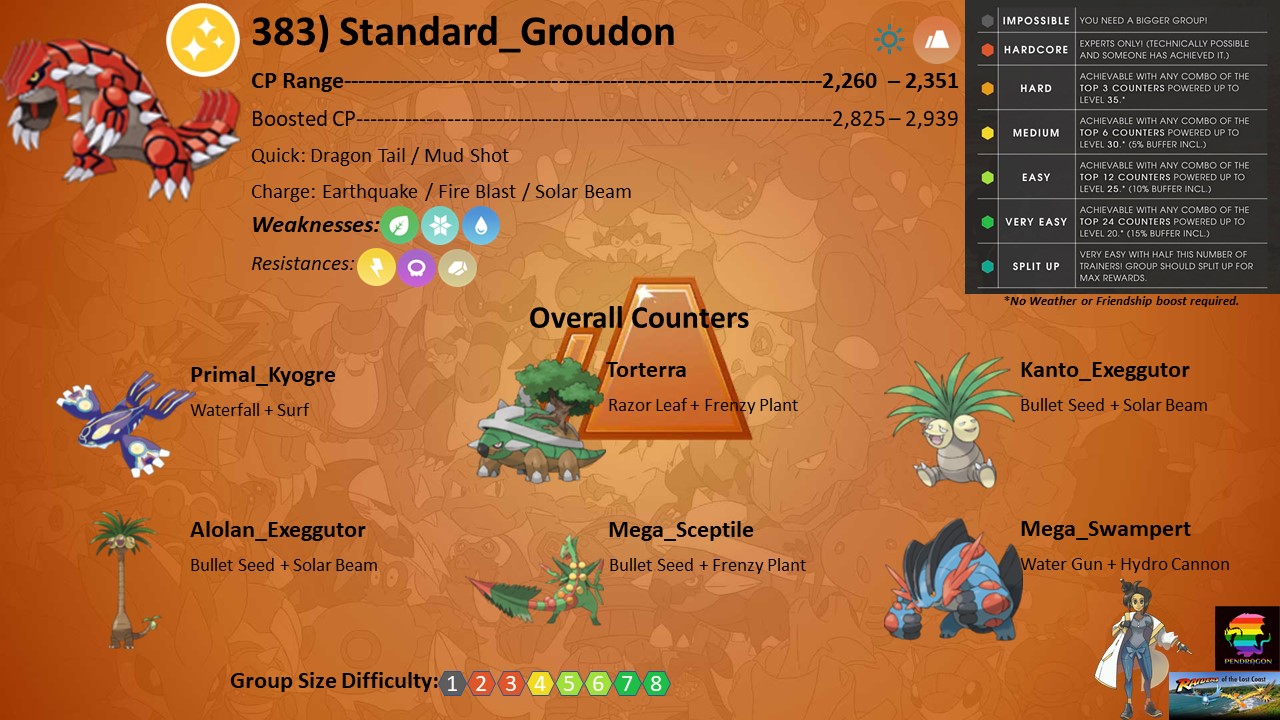 383) Standard_Groudon
CP Range------------------------------------------------------------------2,260 – 2,351
Boosted CP------------------------------------------------------------------2,825 – 2,939
Quick: Dragon Tail / Mud Shot
Charge: Earthquake / Fire Blast / Solar Beam
Weaknesses:
Resistances:
IMPOSSIBLE YOU NEED A BIGGER GROUP!
HARDCORE EXPERTS ONLY! (TECHNICALLY POSSIBLE
AND SOMEONE HAS ACHIEVED IT.)
HARD ACHIEVABLE WITH ANY COMBO OF THE
TOP 3 COUNTERS POWERED UP TO
LEVEL 35.*
MEDIUM ACHIEVABLE WITH ANY COMBO OF THE
TOP 6 COUNTERS POWERED UP TO
LEVEL 30.* (5% BUFFER INCL.)
EASY ACHIEVABLE WITH ANY COMBO OF THE
TOP 12 COUNTERS POWERED UP TO
LEVEL 25.* (10% BUFFER INCL.)
VERY EASY ACHIEVABLE WITH ANY COMBO OF THE
TOP 24 COUNTERS POWERED UP TO
LEVEL 20.* (15% BUFFER INCL.)
SPLIT UP VERY EASY WITH HALF THIS NUMBER OF
TRAINERS! GROUP SHOULD SPLIT UP FOR
MAX REWARDS.
*No Weather or Friendship boost required.
Overall Counters
Primal_Kyogre
Waterfall + Surf
Torterra
Razor Leaf + Frenzy Plant
Kanto_Exeggutor
Bullet Seed + Solar Beam
Alolan_Exeggutor
Bullet Seed + Solar Beam
Mega_Sceptile
Bullet Seed + Frenzy Plant
Mega_Swampert
Water Gun + Hydro Cannon
Group Size Difficulty: 1 2 3 4 5 6 7 8
PENDRAGON
RAIDERS of the Lost Coast